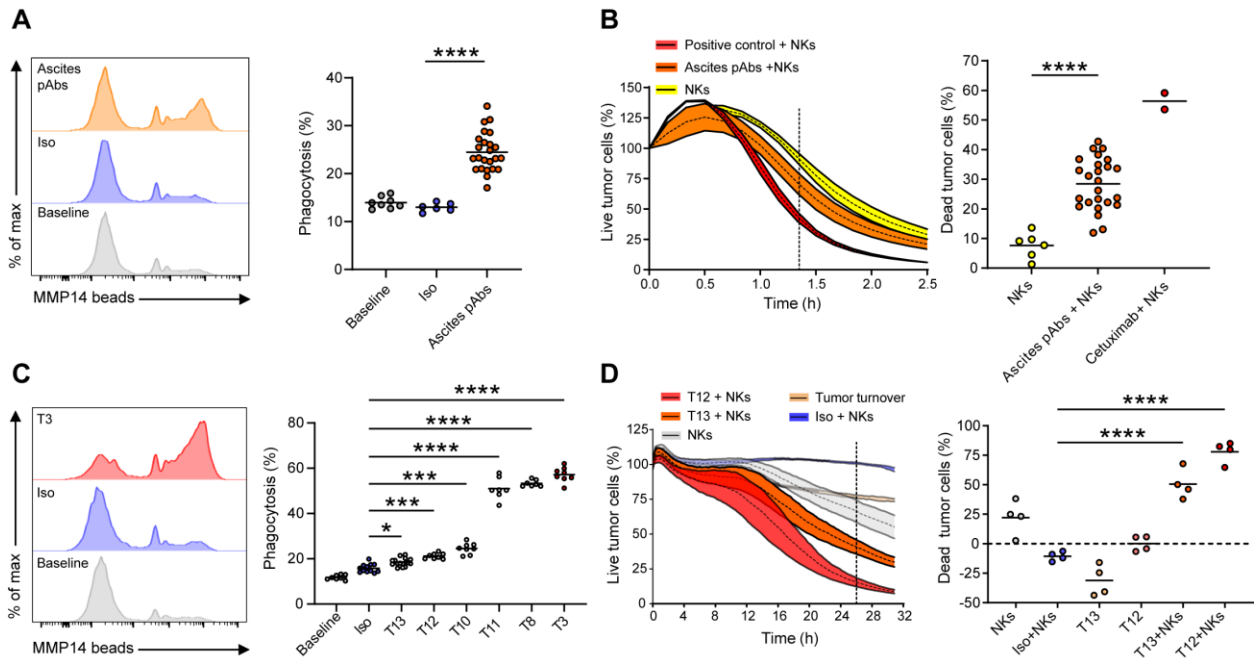 A
% of max
Ascites
pAbs
Iso
Baseline
MMP14 beads
Phagocytosis (%)
40
30
20
10
0
****
Baseline
Iso
Ascites pAbs
B
Positive control + NKs
Ascites pAbs +NKs
NKs
Live tumor cells (%)
150
125
100
75
50
25
0
0.0
0.5
1.0
1.5
2.0
2.5
Time (h)
Dead tumor cells (%)
70
60
50
40
30
20
10
0
****
NKs
Ascites pAbs + NKs
Cetuximab+ NKs
C
% of max
T3
Iso
Baseline
MMP14 beads
Phagocytosis (%)
80
60
40
20
0
****
****
****
***
***
*
Baseline
Iso
T13
T12
T10
T11
T8
T3
D
T12 + NKs
T13 + NKs
NKs
Tumor turnover
Iso + NKs
Live tumor cells (%)
125
100
75
50
25
0
0
4
8
12
16
20
24
28
32
Time (h)
Dead tumor cells (%)
100
75
50
25
0
-25
-50
****
****
NKs
Iso+NKs
T13
T12
T13+NKs
T12+NKs